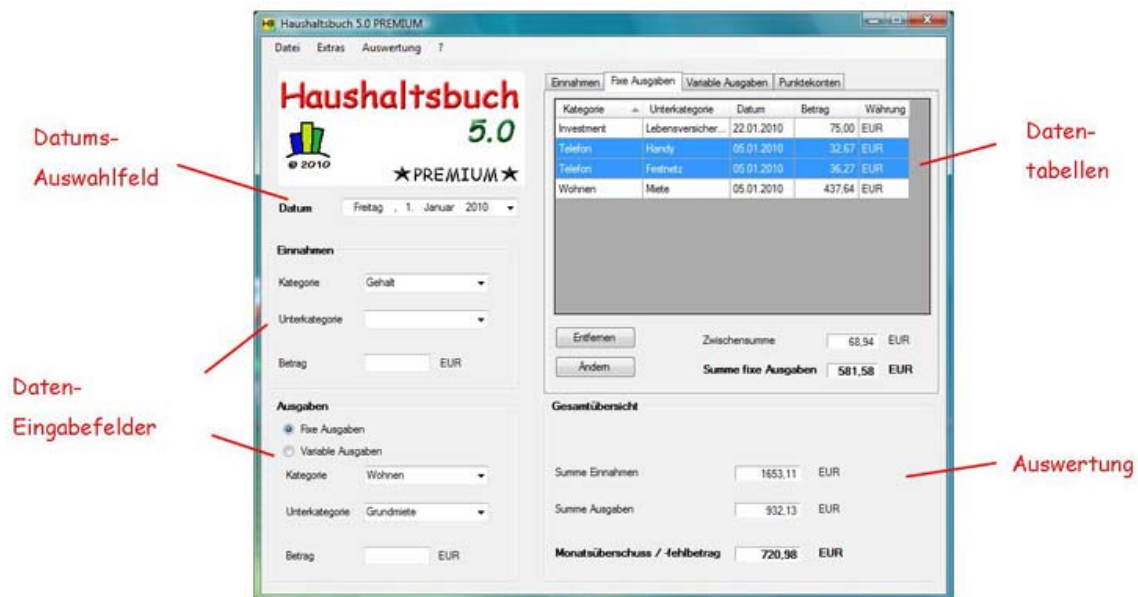 Haushaltsbuch 5.0 PREMIUM
Datei Extras Auswertung ?
Haushaltsbuch
5.0
© 2010
★PREMIUM★
Datums-
Auswahlfeld
Datum Freitag , 1. Januar 2010
Einnahmen
Kategorie Gehalt
Unterkategorie
Betrag EUR
Daten-
Eingabefelder
Ausgaben
Fixe Ausgaben
Variable Ausgaben
Kategorie Wohnen
Unterkategorie Grundmiete
Betrag EUR
Einnahmen Fixe Ausgaben Variable Ausgaben Punktekonten
Kategorie Unterkategorie Datum Betrag Währung
Investment Lebensversicher... 22.01.2010 75,00 EUR
Telefon Handy 05.01.2010 32,67 EUR
Telefon Festnetz 05.01.2010 36,27 EUR
Wohnen Miete 05.01.2010 437,64 EUR
Daten-
tabellen
Entfernen Zwischensumme 68,94 EUR
Ändern Summe fixe Ausgaben 581,58 EUR
Gesamtübersicht
Summe Einnahmen 1653,11 EUR
Summe Ausgaben 932,13 EUR
Monatsüberschuss / -fehlbetrag 720,98 EUR
Auswertung